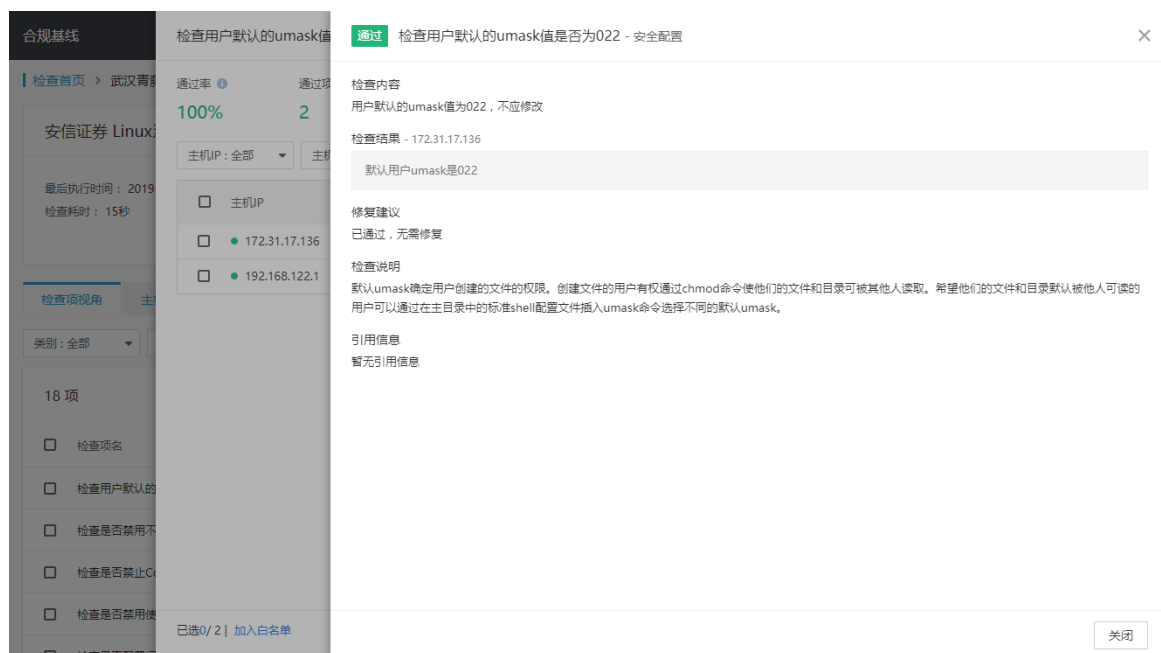 合规基线
检查首页 > 武汉青
安信证券 Linux
最后执行时间： 2019
检查耗时： 15秒
检查项视角
类别 : 全部
18 项
检查项名
检查用户默认的
检查是否禁用不
检查是否禁止Co
检查是否禁用使
检查用户默认的umask值
通过率
通过项
100%
2
主机IP : 全部
主机IP
172.31.17.136
192.168.122.1
已选0/ 2 | 加入白名单
通过 检查用户默认的umask值是否为022 - 安全配置
检查内容
用户默认的umask值为022，不应修改
检查结果 - 172.31.17.136
默认用户umask是022
修复建议
已通过，无需修复
检查说明
默认umask确定用户创建的文件的权限。创建文件的用户有权通过chmod命令使他们的文件和目录可被其他人读取。希望他们的文件和目录默认被他人可读的
用户可以通过在主目录中的标准shell配置文件插入umask命令选择不同的默认umask。
引用信息
暂无引用信息
关闭